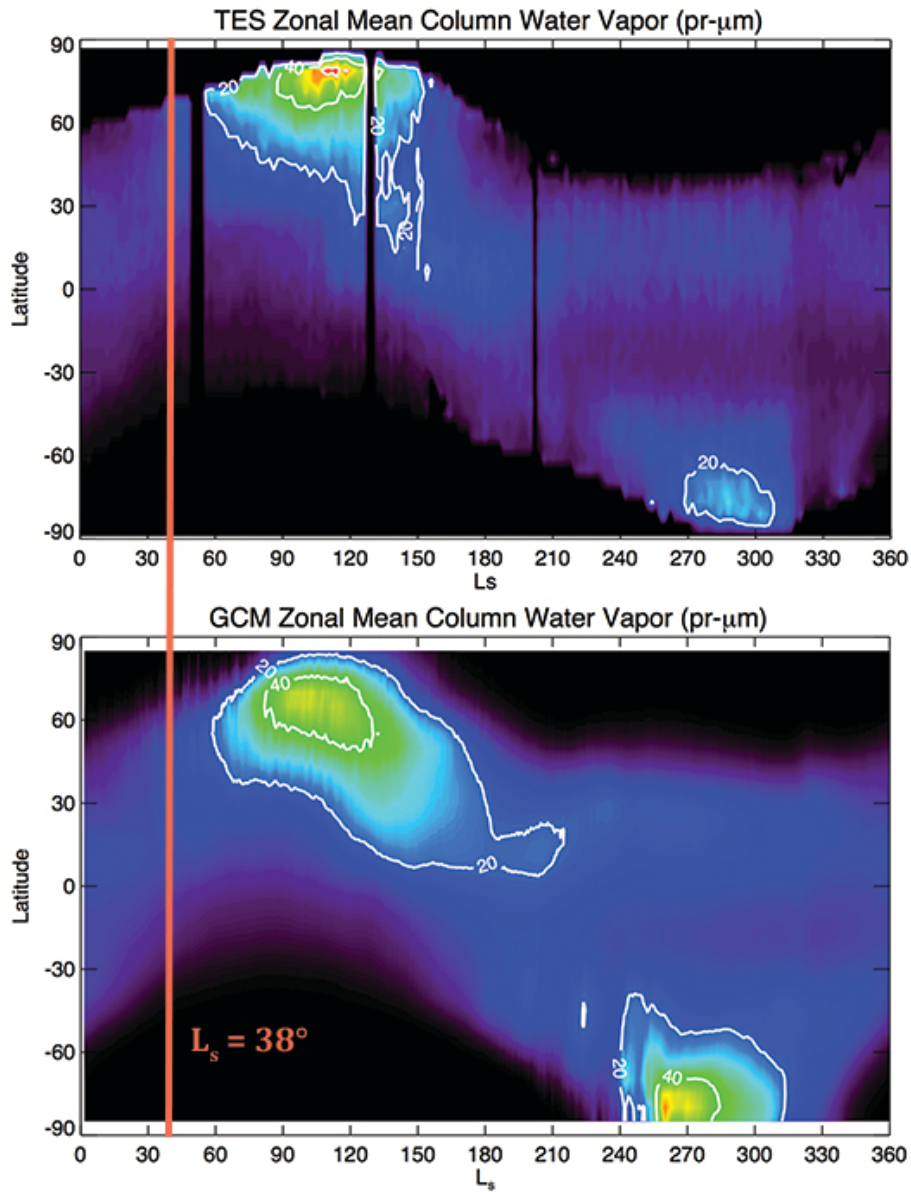 TES Zonal Mean Column Water Vapor (pr-μm)
90
60
30
0
-30
-60
-90
Latitude
20
40
20
20
20
0 30 60 90 120 150 180 210 240 270 300 330 360
Ls
GCM Zonal Mean Column Water Vapor (pr-μm)
90
60
30
0
-30
-60
-90
Latitude
20
40
20
20
40
Ls = 38°
0 30 60 90 120 150 180 210 240 270 300 330 360
Ls